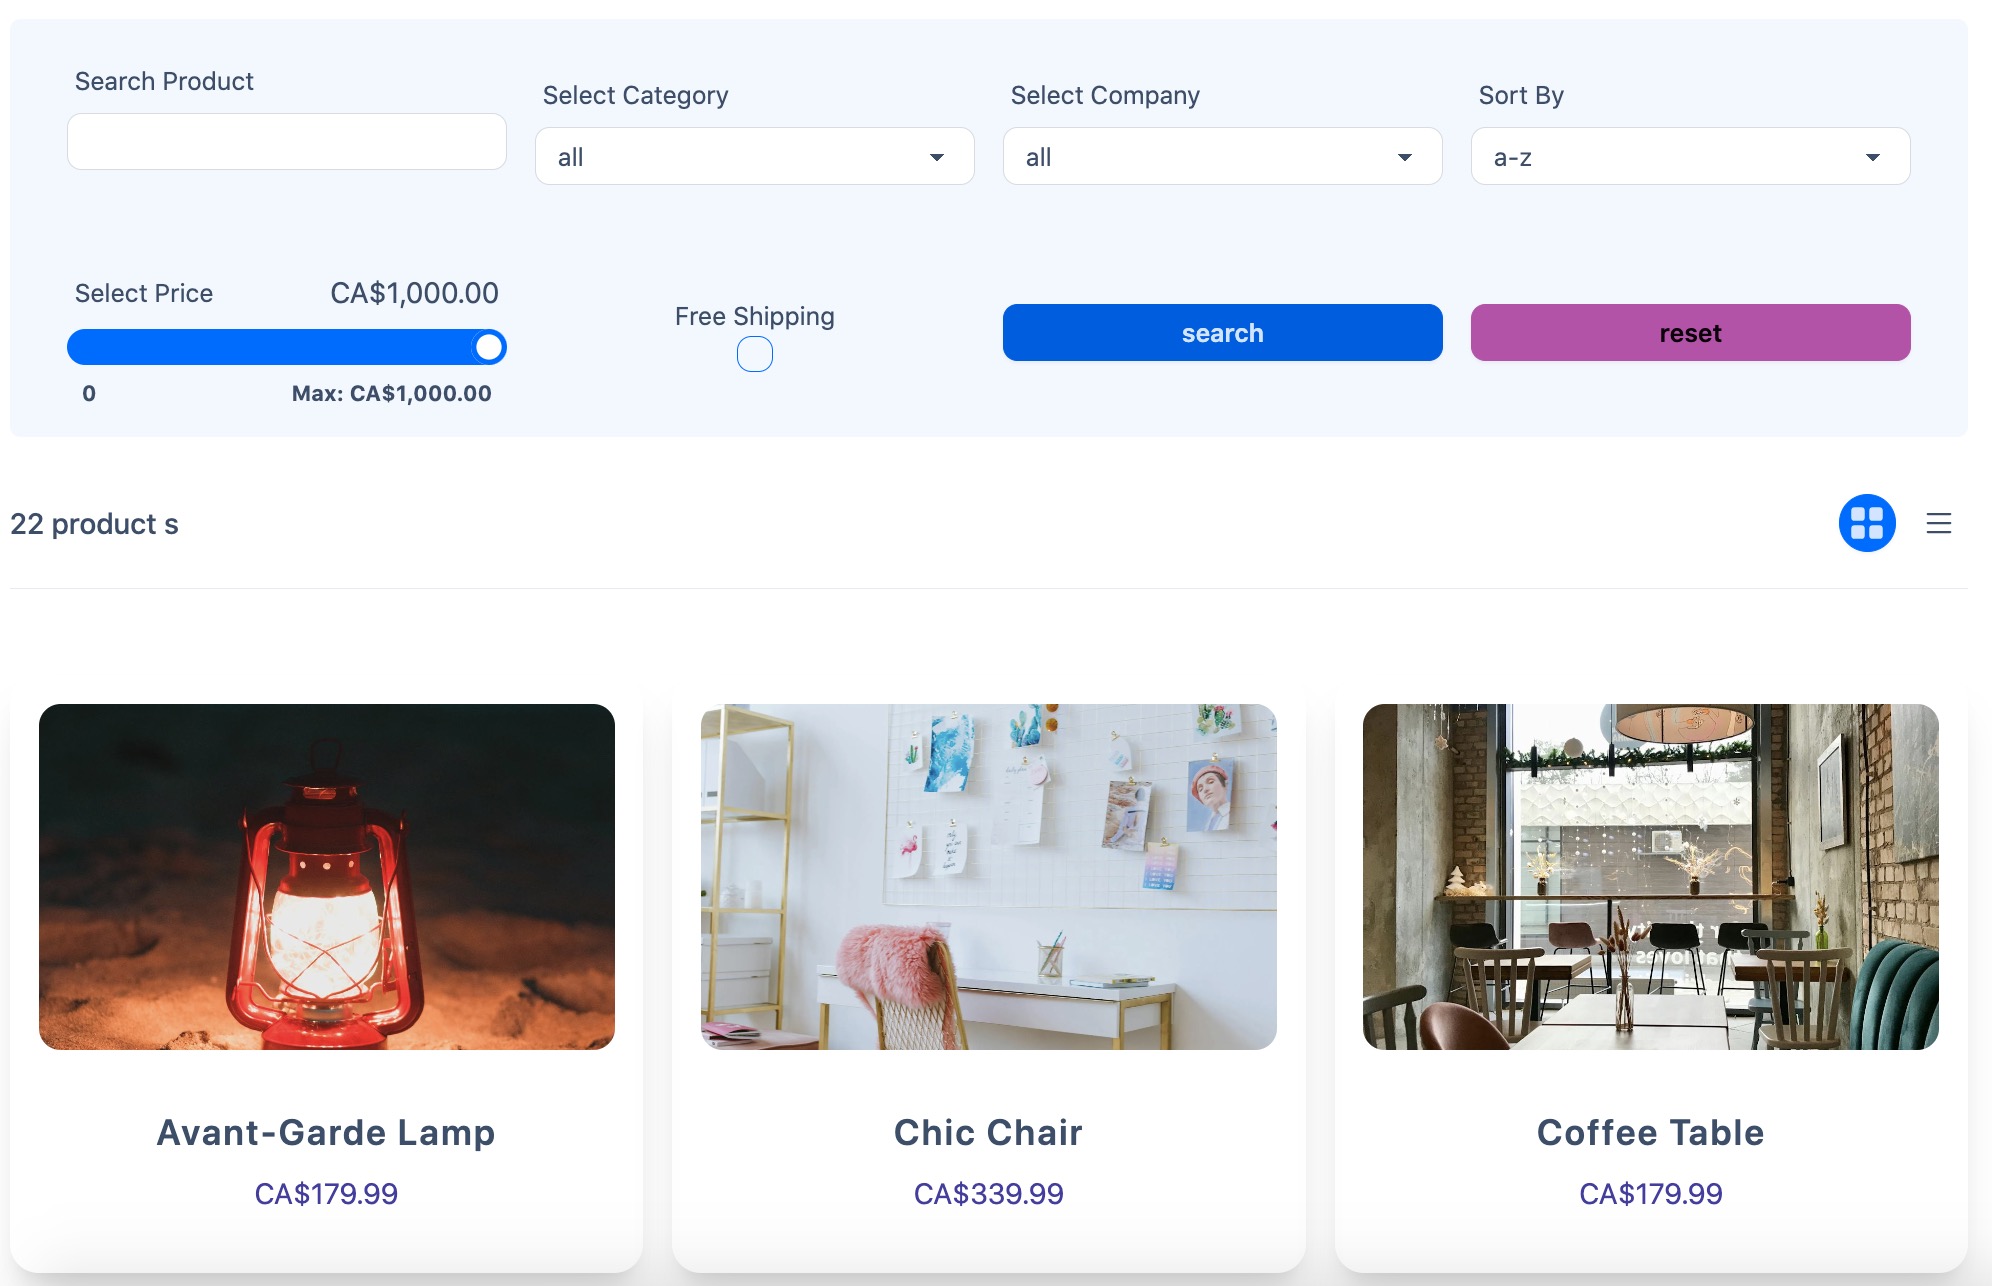 Search Product
Select Category
Select Company
Sort By
all
all
a-z
Select Price
CA$1,000.00
Free Shipping
search
reset
0
Max: CA$1,000.00
22 product s
Avant-Garde Lamp
Chic Chair
Coffee Table
CA$179.99
CA$339.99
CA$179.99